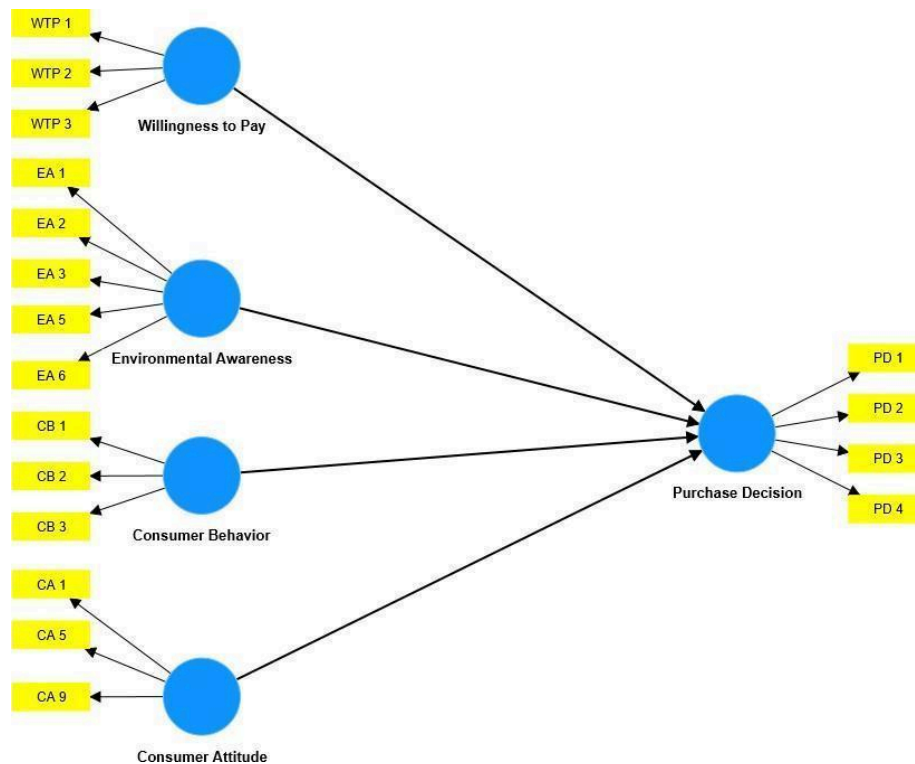 WTP 1
WTP 2
WTP 3
Willingness to Pay
EA 1
EA 2
EA 3
EA 5
EA 6
Environmental Awareness
CB 1
CB 2
CB 3
Consumer Behavior
CA 1
CA 5
CA 9
Consumer Attitude
PD 1
PD 2
PD 3
PD 4
Purchase Decision